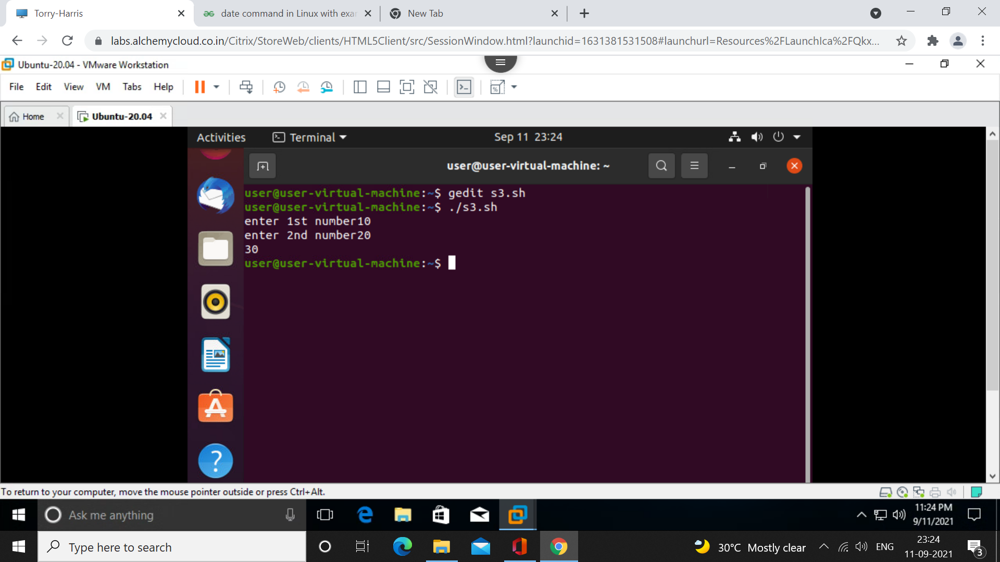 Torry-Harris
date command in Linux with exar
New Tab
labs.alchemycloud.co.in/Citrix/StoreWeb/clients/HTML5Client/src/SessionWindow.html?launchid=1631381531508#launchurl=Resources%2FLaunchIca%2FQkx...
Ubuntu-20.04 - VMware Workstation
File Edit View VM Tabs Help
Home Ubuntu-20.04
Activities Terminal Sep 11 23:24
user@user-virtual-machine: ~
user@user-virtual-machine:~$ gedit s3.sh
user@user-virtual-machine:~$ ./s3.sh
enter 1st number10
enter 2nd number20
30
user@user-virtual-machine:~$
To return to your computer, move the mouse pointer outside or press Ctrl+Alt.
Ask me anything
11:24 PM
9/11/2021
Type here to search
30°C Mostly clear
ENG
23:24
11-09-2021
3